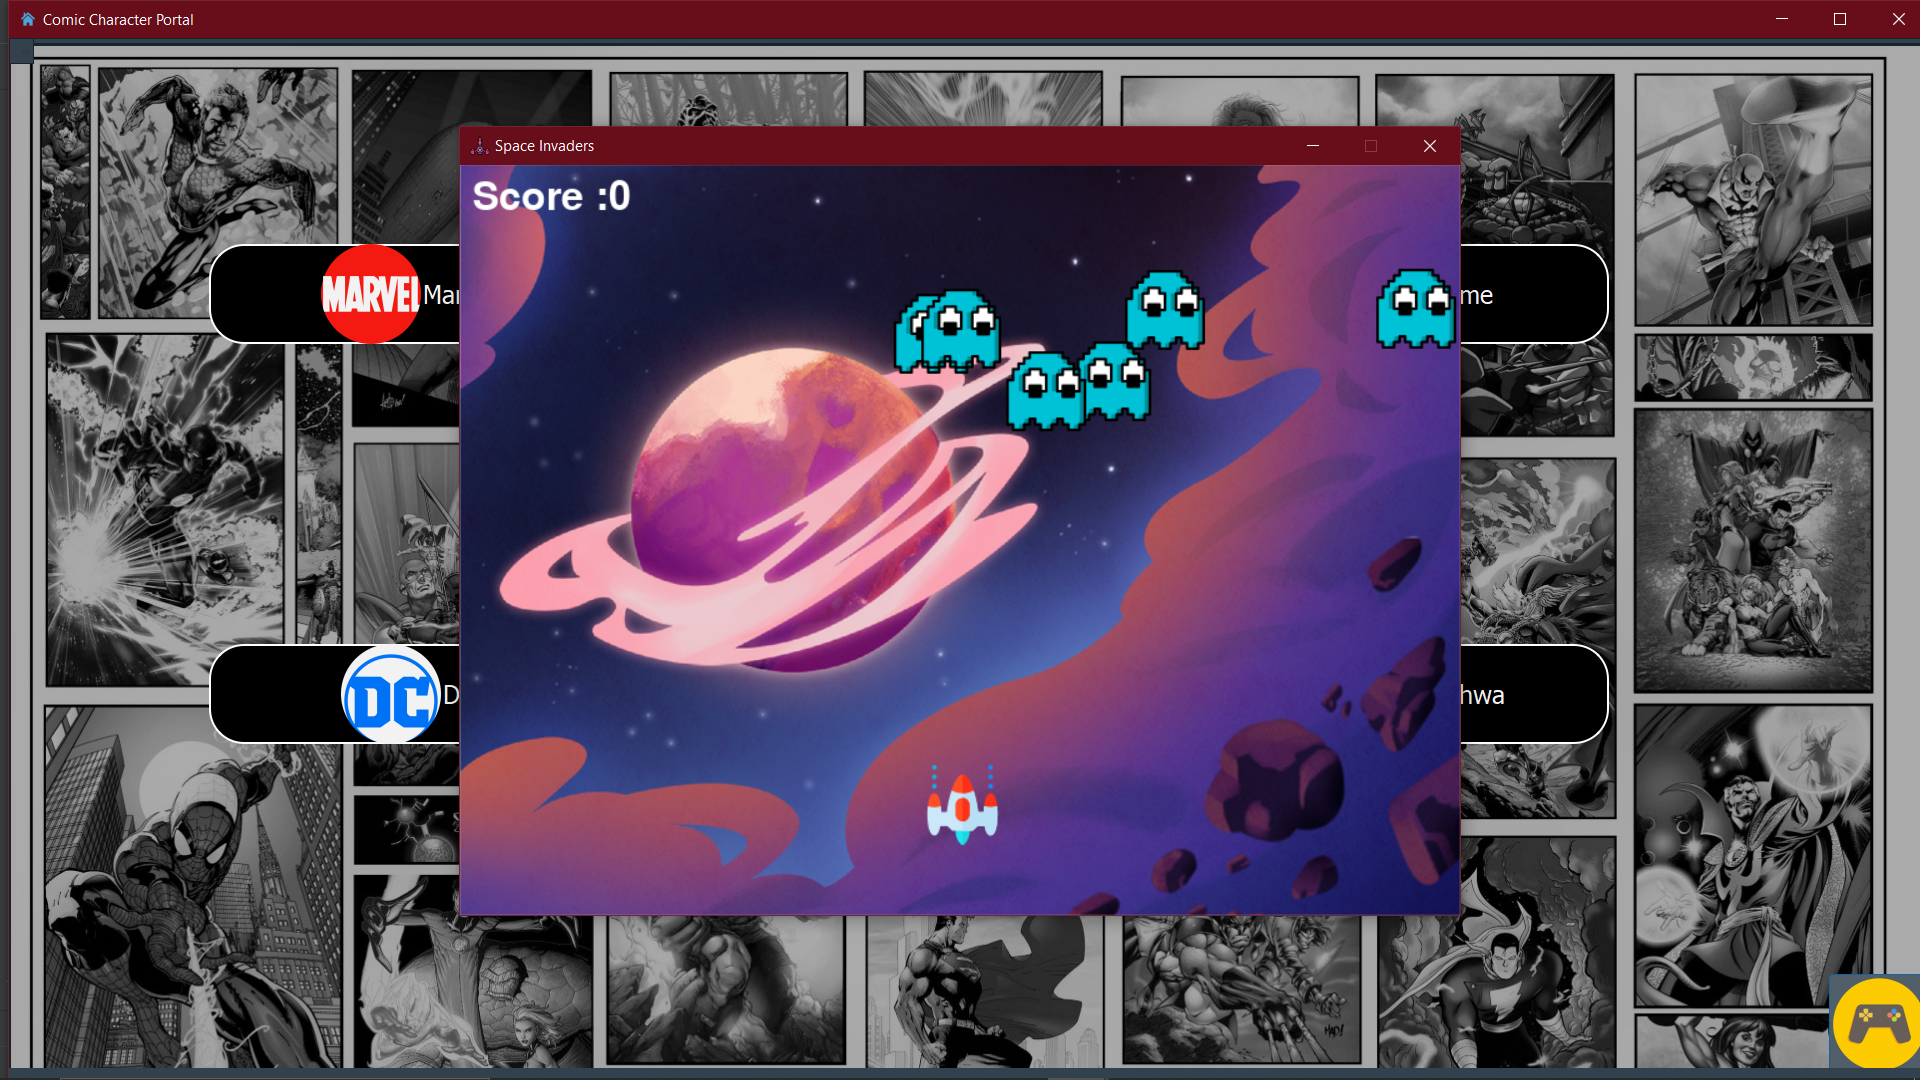 Comic Character Portal
Space Invaders
Score :0
MARVEL
Mar
me
DC
D
hwa